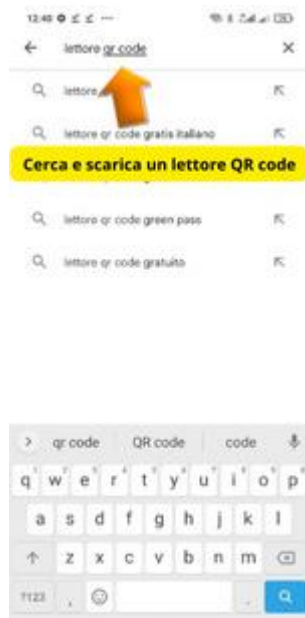 12:40
lettore qr code
lettore
lettore qr code gratis italiano
Cerca e scarica un lettore QR code
lettore qr code green pass
lettore qr code gratuito
qr code QR code code
q w e r t y u i o p
a s d f g h j k l
z x c v b n m
?123 , .